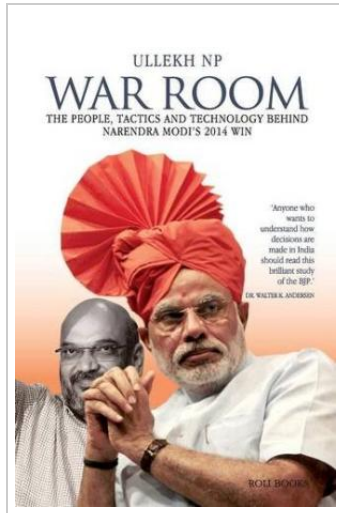 ULLEKH NP
WAR ROOM
THE PEOPLE, TACTICS AND TECHNOLOGY BEHIND
NARENDRA MODI'S 2014 WIN
'Anyone who
wants to
understand how
decisions are
made in India
should read this
brilliant study
of the BJP.'
DR. WALTER K. ANDERSEN
ROLI BOOKS